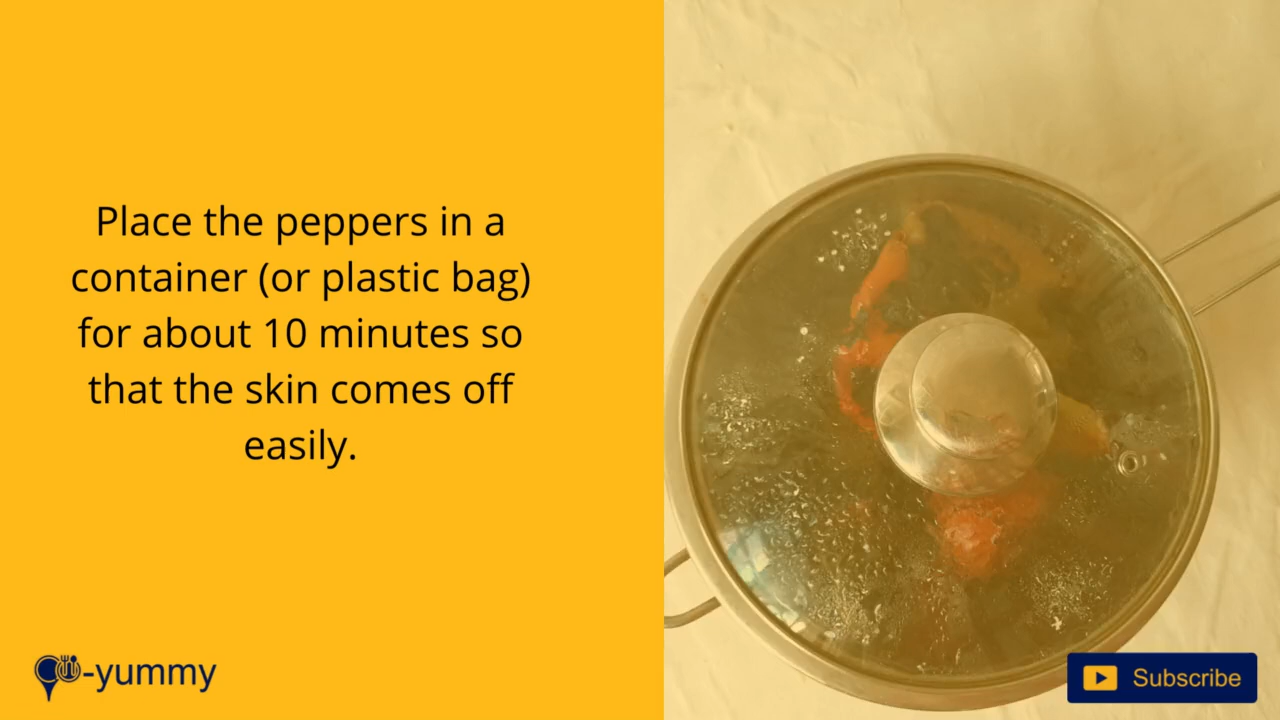 Place the peppers in a
container (or plastic bag)
for about 10 minutes so
that the skin comes off
easily.
-yummy
Subscribe